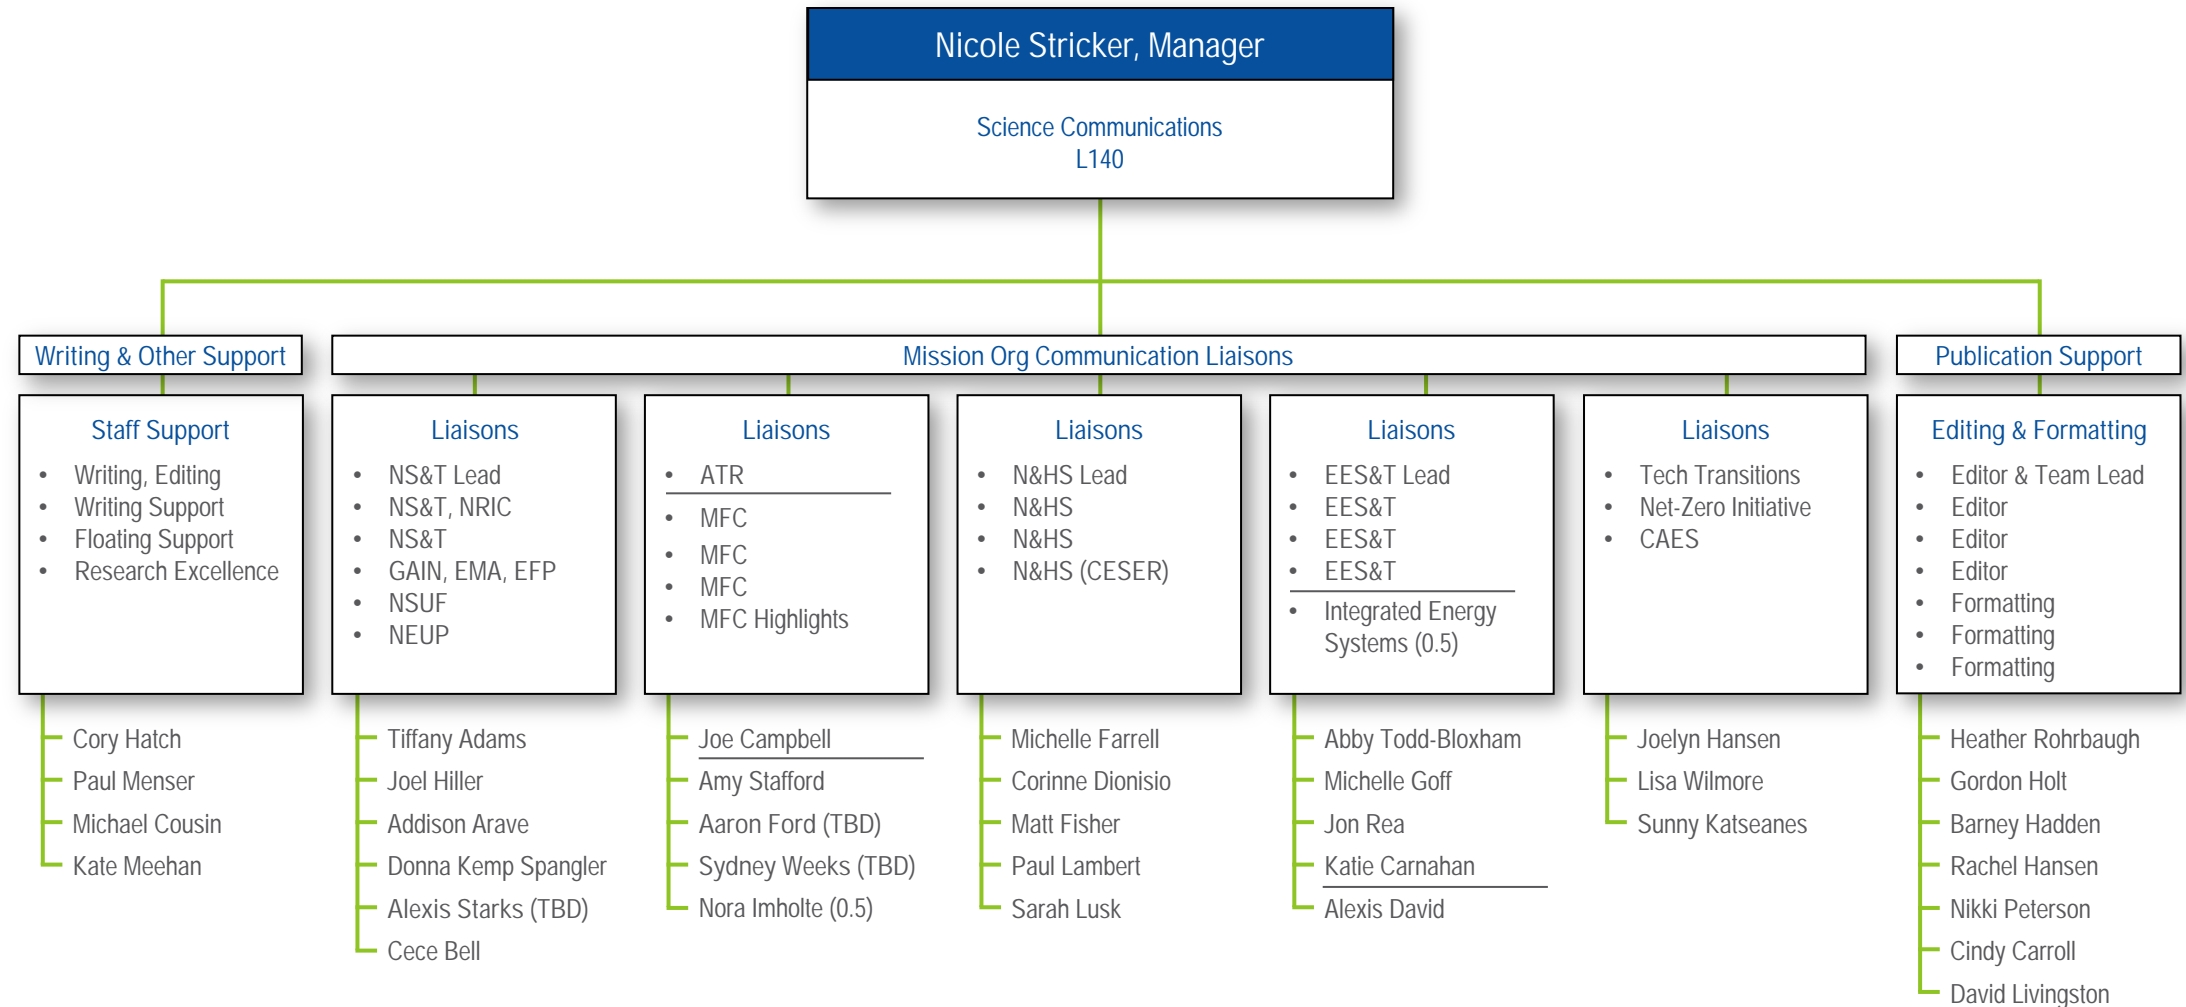 Nicole Stricker, Manager
Science Communications
L140
Writing & Other Support
Mission Org Communication Liaisons
Publication Support
Staff Support
• Writing, Editing
• Writing Support
• Floating Support
• Research Excellence
Cory Hatch
Paul Menser
Michael Cousin
Kate Meehan
Liaisons
• NS&T Lead
• NS&T, NRIC
• NS&T
• GAIN, EMA, EFP
• NSUF
• NEUP
Tiffany Adams
Joel Hiller
Addison Arave
Donna Kemp Spangler
Alexis Starks (TBD)
Cece Bell
Liaisons
• ATR
• MFC
• MFC
• MFC
• MFC Highlights
Joe Campbell
Amy Stafford
Aaron Ford (TBD)
Sydney Weeks (TBD)
Nora Imholte (0.5)
Liaisons
• N&HS Lead
• N&HS
• N&HS
• N&HS (CESER)
Michelle Farrell
Corinne Dionisio
Matt Fisher
Paul Lambert
Sarah Lusk
Liaisons
• EES&T Lead
• EES&T
• EES&T
• EES&T
• Integrated Energy
Systems (0.5)
Abby Todd-Bloxham
Michelle Goff
Jon Rea
Katie Carnahan
Alexis David
Liaisons
• Tech Transitions
• Net-Zero Initiative
• CAES
Joelyn Hansen
Lisa Wilmore
Sunny Katseanes
Editing & Formatting
• Editor & Team Lead
• Editor
• Editor
• Editor
• Formatting
• Formatting
• Formatting
Heather Rohrbaugh
Gordon Holt
Barney Hadden
Rachel Hansen
Nikki Peterson
Cindy Carroll
David Livingston